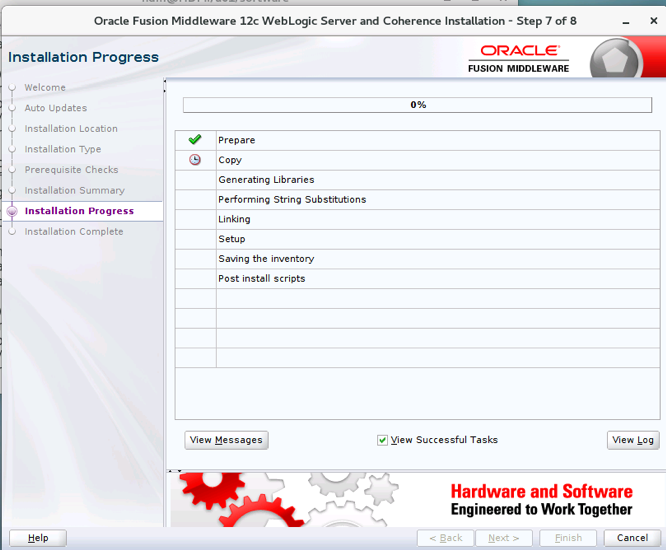 Oracle Fusion Middleware 12c WebLogic Server and Coherence Installation - Step 7 of 8
Installation Progress
ORACLE
FUSION MIDDLEWARE
Welcome
Auto Updates
Installation Location
Installation Type
Prerequisite Checks
Installation Summary
Installation Progress
Installation Complete
0%
Prepare
Copy
Generating Libraries
Performing String Substitutions
Linking
Setup
Saving the inventory
Post install scripts
View Messages
View Successful Tasks
View Log
Hardware and Software
Engineered to Work Together
Help
< Back
Next >
Finish
Cancel